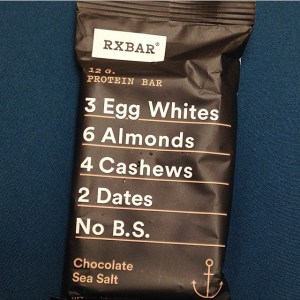 RXBAR®
12 G.
PROTEIN BAR
3 Egg Whites
6 Almonds
4 Cashews
2 Dates
No B.S.
Chocolate
Sea Salt